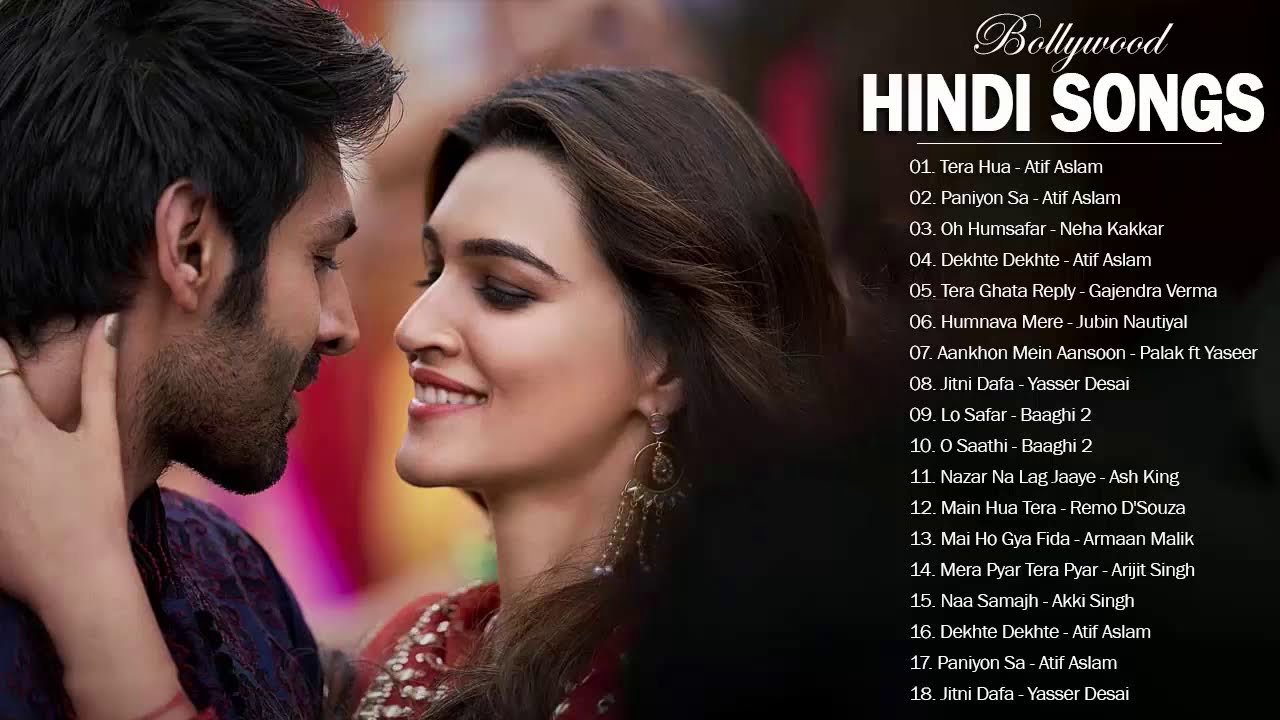 Bollywood
HINDI SONGS
01. Tera Hua - Atif Aslam
02. Paniyon Sa - Atif Aslam
03. Oh Humsafar - Neha Kakkar
04. Dekhte Dekhte - Atif Aslam
05. Tera Ghata Reply - Gajendra Verma
06. Humnava Mere - Jubin Nautiyal
07. Aankhon Mein Aansoon - Palak ft Yaseer
08. Jitni Dafa - Yasser Desai
09. Lo Safar - Baaghi 2
10. O Saathi - Baaghi 2
11. Nazar Na Lag Jaaye - Ash King
12. Main Hua Tera - Remo D'Souza
13. Mai Ho Gya Fida - Armaan Malik
14. Mera Pyar Tera Pyar - Arijit Singh
15. Naa Samajh - Akki Singh
16. Dekhte Dekhte - Atif Aslam
17. Paniyon Sa - Atif Aslam
18. Jitni Dafa - Yasser Desai